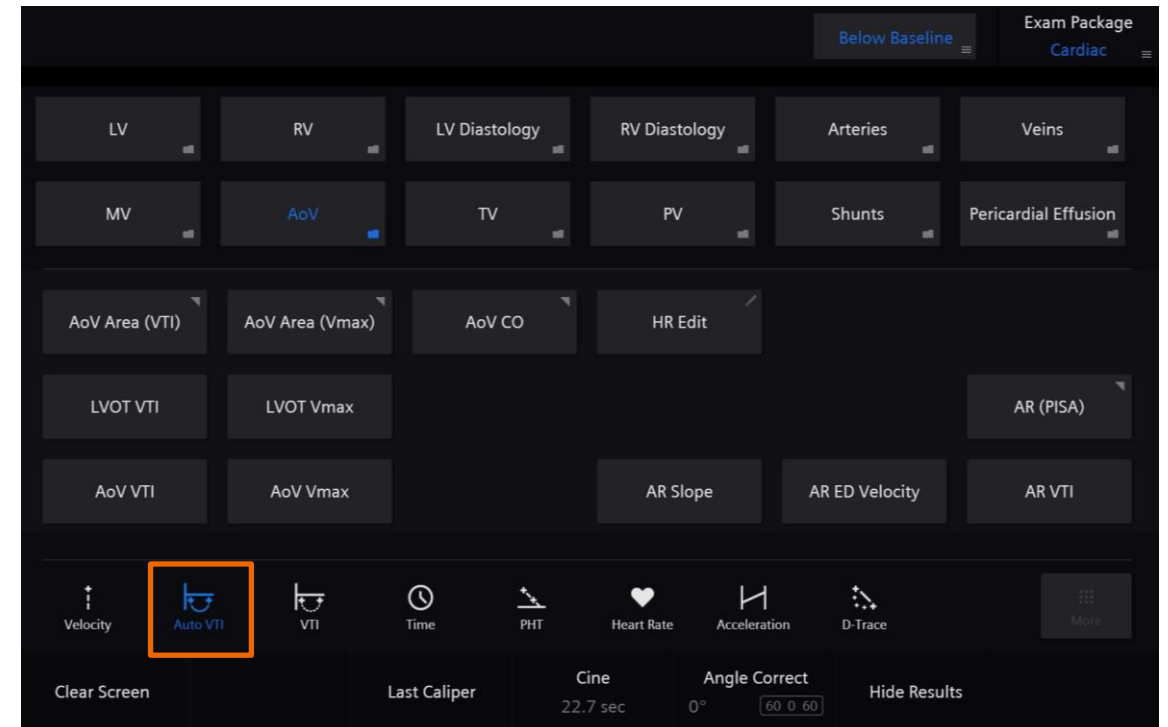 Below Baseline
Exam Package
Cardiac
LV
RV
LV Diastology
RV Diastology
Arteries
Veins
MV
AoV
TV
PV
Shunts
Pericardial Effusion
AoV Area (VTI)
AoV Area (Vmax)
AoV CO
HR Edit
LVOT VTI
LVOT Vmax
AR (PISA)
AoV VTI
AoV Vmax
AR Slope
AR ED Velocity
AR VTI
Velocity
Auto VTI
VTI
Time
PHT
Heart Rate
Acceleration
D-Trace
More
Clear Screen
Last Caliper
Cine
22.7 sec
Angle Correct
0° 60 0 60
Hide Results